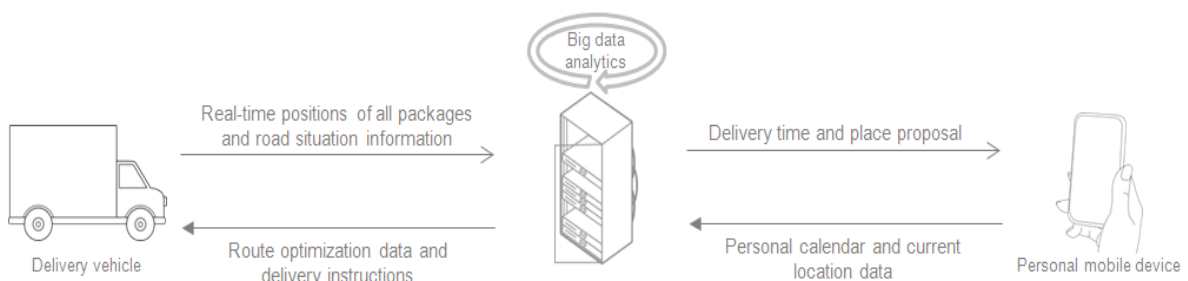 Big data
analytics
Real-time positions of all packages
and road situation information
Delivery time and place proposal
Route optimization data and
delivery instructions
Personal calendar and current
location data
Delivery vehicle
Personal mobile device